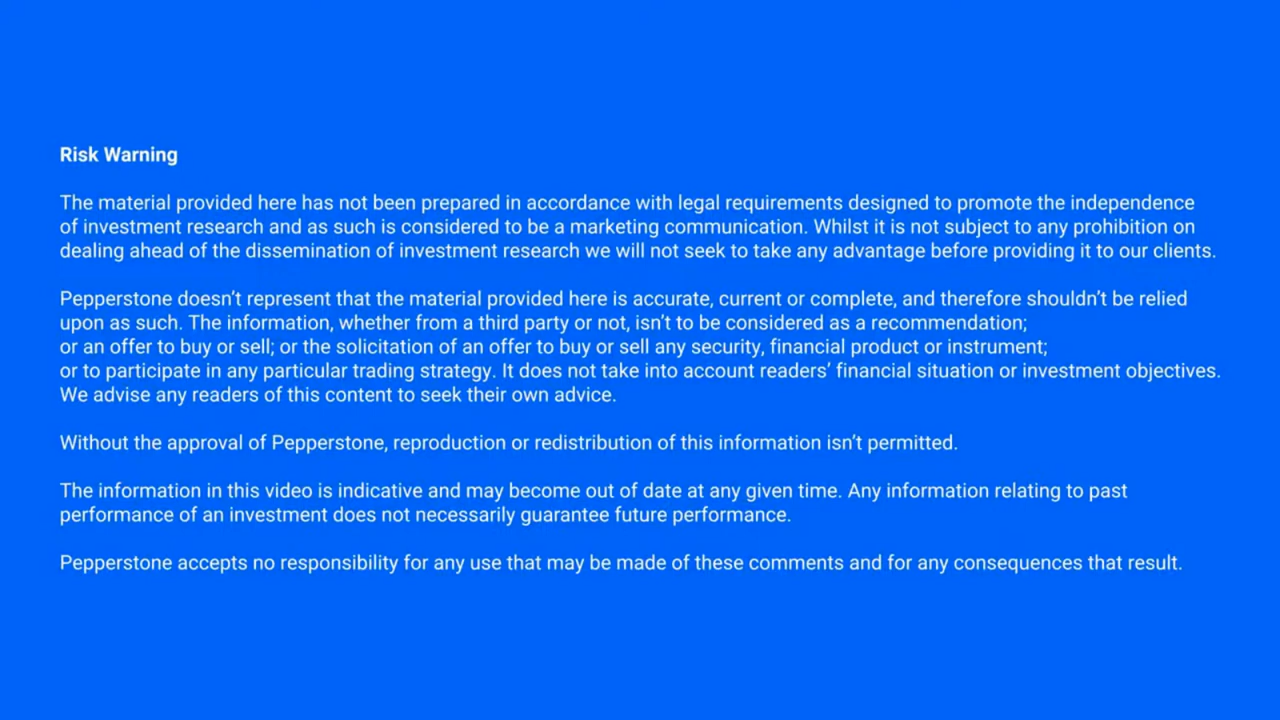 Risk Warning
The material provided here has not been prepared in accordance with legal requirements designed to promote the independence
of investment research and as such is considered to be a marketing communication. Whilst it is not subject to any prohibition on
dealing ahead of the dissemination of investment research we will not seek to take any advantage before providing it to our clients.
Pepperstone doesn’t represent that the material provided here is accurate, current or complete, and therefore shouldn’t be relied
upon as such. The information, whether from a third party or not, isn’t to be considered as a recommendation;
or an offer to buy or sell; or the solicitation of an offer to buy or sell any security, financial product or instrument;
or to participate in any particular trading strategy. It does not take into account readers’ financial situation or investment objectives.
We advise any readers of this content to seek their own advice.
Without the approval of Pepperstone, reproduction or redistribution of this information isn’t permitted.
The information in this video is indicative and may become out of date at any given time. Any information relating to past
performance of an investment does not necessarily guarantee future performance.
Pepperstone accepts no responsibility for any use that may be made of these comments and for any consequences that result.